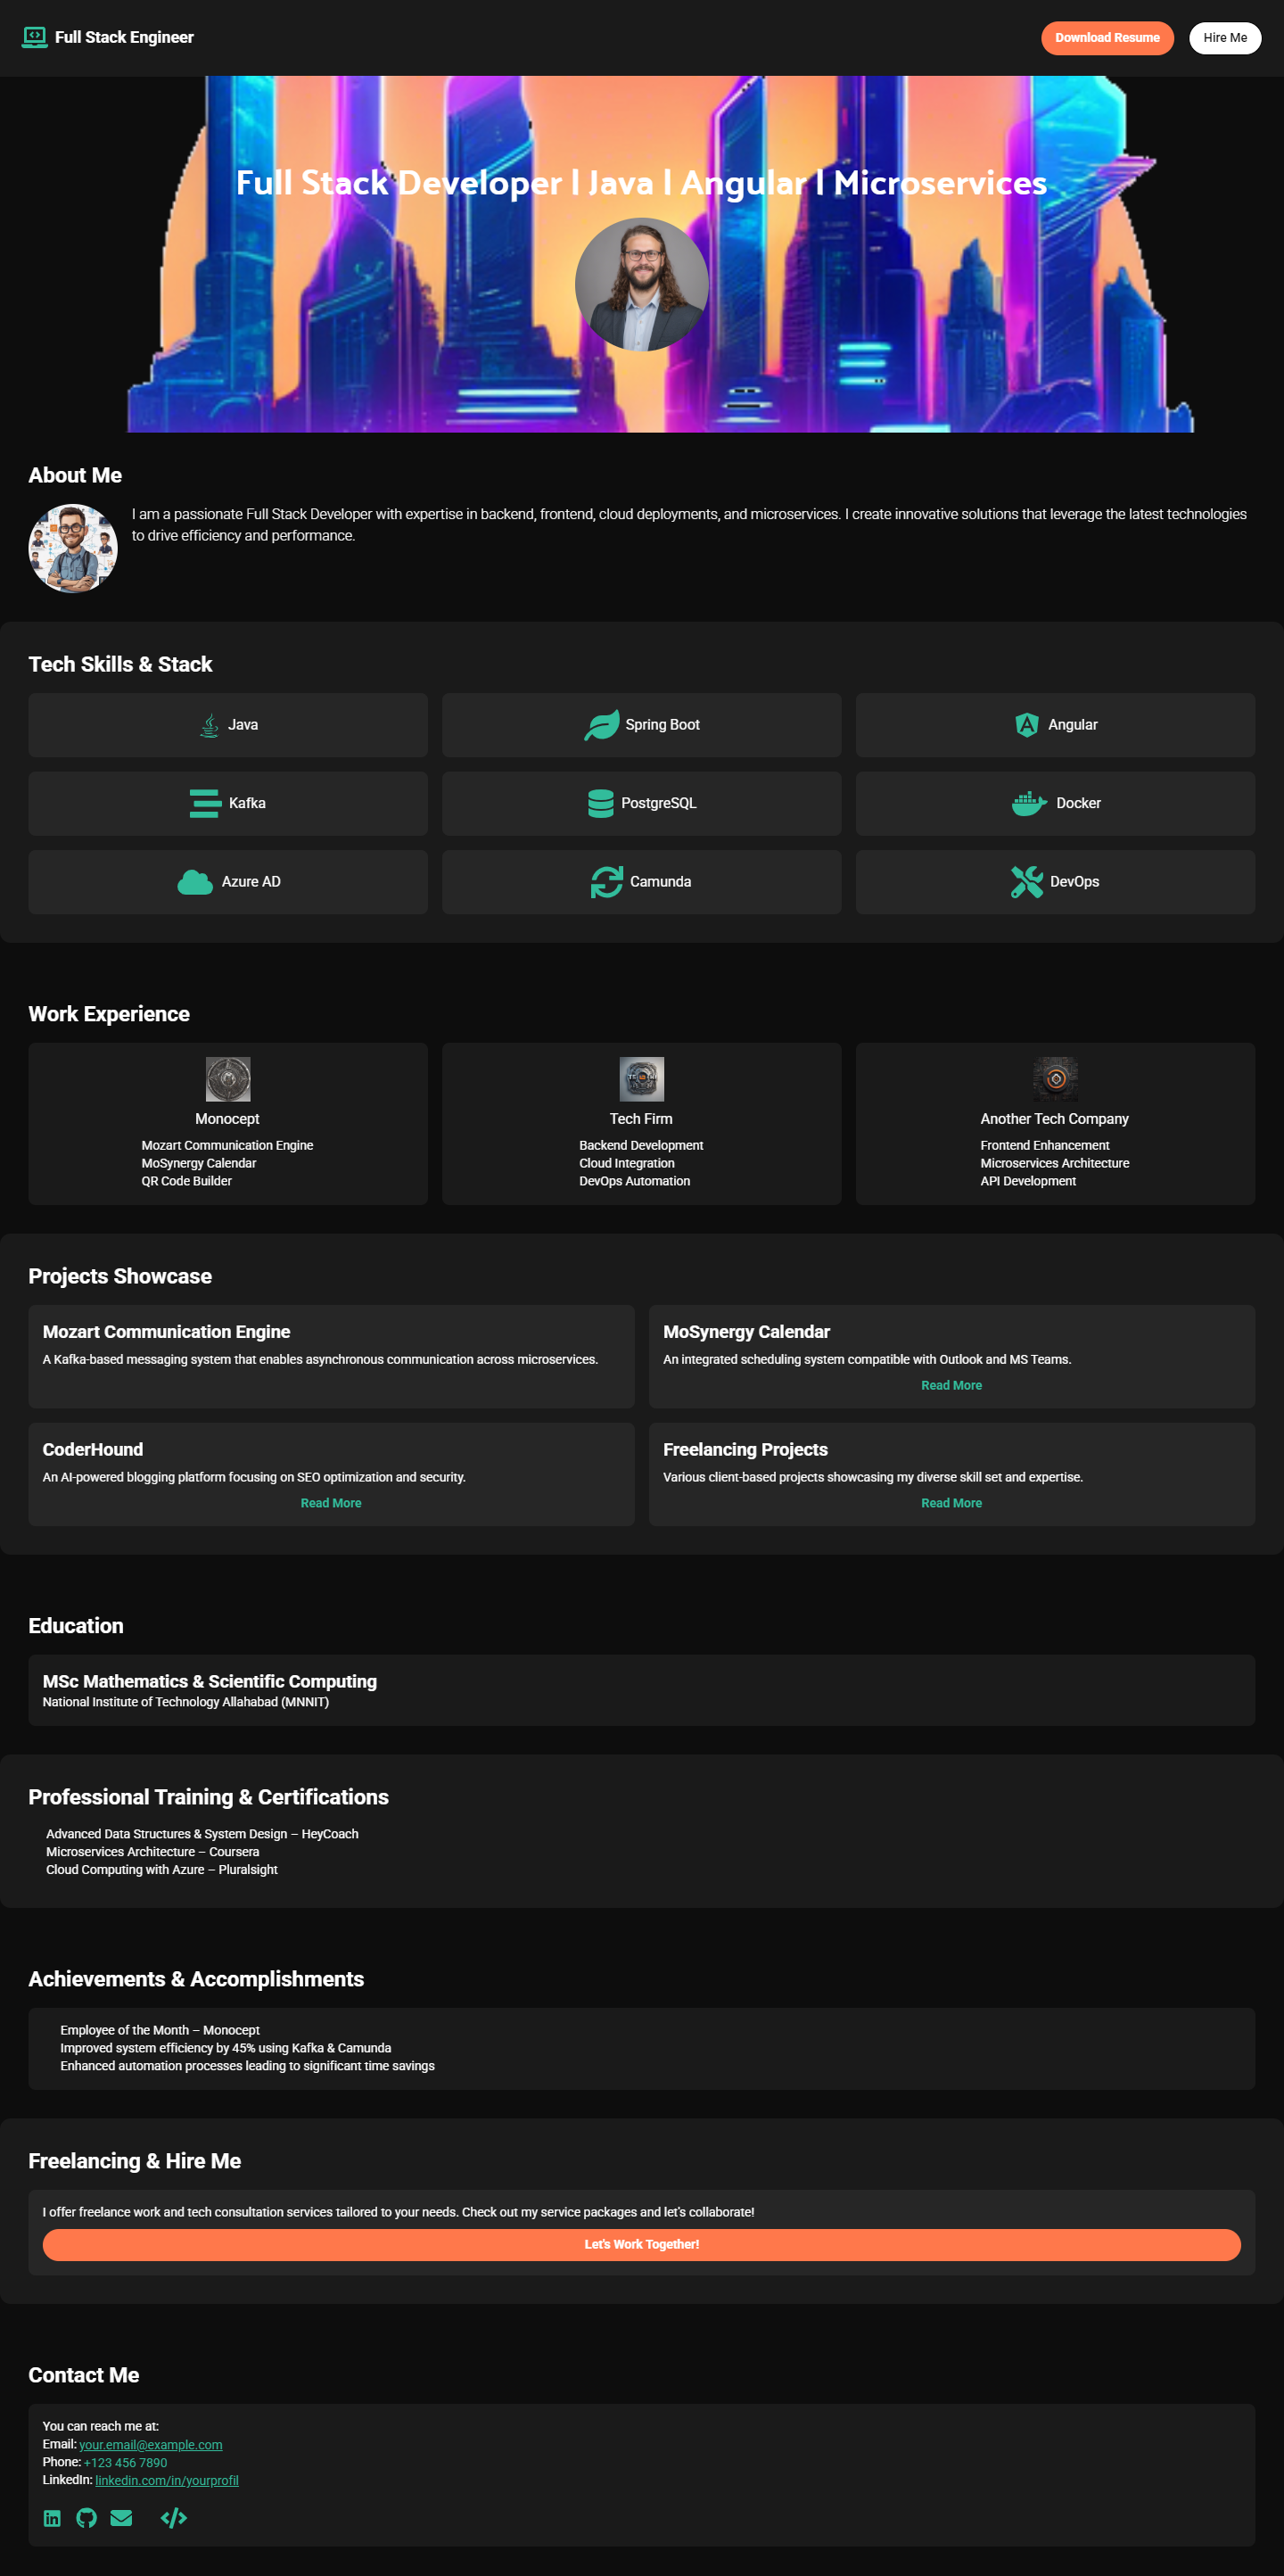 Full Stack Engineer
Download Resume
Hire Me
Full Stack Developer | Java | Angular | Microservices
About Me
I am a passionate Full Stack Developer with expertise in backend, frontend, cloud deployments, and microservices. I create innovative solutions that leverage the latest technologies
to drive efficiency and performance.
Tech Skills & Stack
Java
Spring Boot
Angular
Kafka
PostgreSQL
Docker
Azure AD
Camunda
DevOps
Work Experience
Monocept
Mozart Communication Engine
MoSynergy Calendar
QR Code Builder
Tech Firm
Backend Development
Cloud Integration
DevOps Automation
Another Tech Company
Frontend Enhancement
Microservices Architecture
API Development
Projects Showcase
Mozart Communication Engine
A Kafka-based messaging system that enables asynchronous communication across microservices.
MoSynergy Calendar
An integrated scheduling system compatible with Outlook and MS Teams.
Read More
CoderHound
An AI-powered blogging platform focusing on SEO optimization and security.
Read More
Freelancing Projects
Various client-based projects showcasing my diverse skill set and expertise.
Read More
Education
MSc Mathematics & Scientific Computing
National Institute of Technology Allahabad (MNNIT)
Professional Training & Certifications
Advanced Data Structures & System Design – HeyCoach
Microservices Architecture – Coursera
Cloud Computing with Azure – Pluralsight
Achievements & Accomplishments
Employee of the Month – Monocept
Improved system efficiency by 45% using Kafka & Camunda
Enhanced automation processes leading to significant time savings
Freelancing & Hire Me
I offer freelance work and tech consultation services tailored to your needs. Check out my service packages and let's collaborate!
Let's Work Together!
Contact Me
You can reach me at:
Email: your.email@example.com
Phone: +123 456 7890
LinkedIn: linkedin.com/in/yourprofil